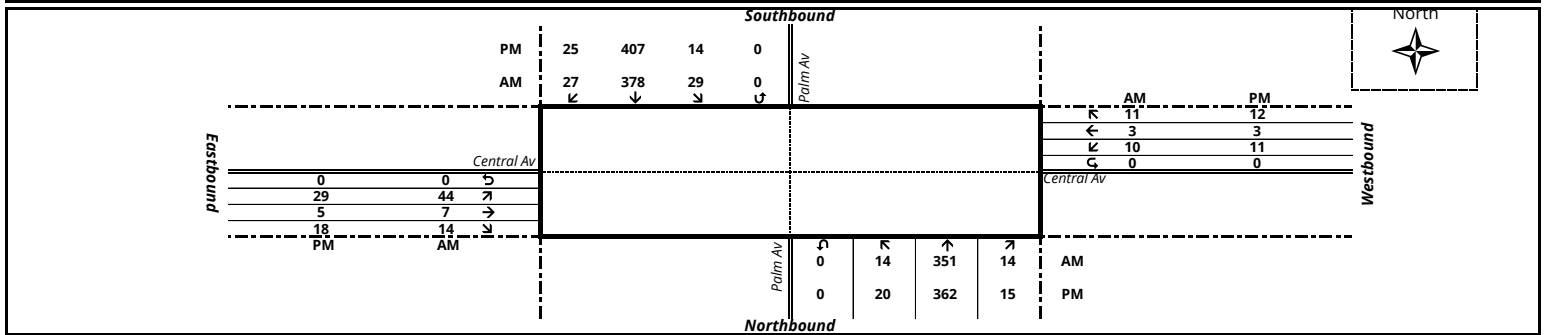 Southbound
North
PM 25 407 14 0
Palm Av
AM 27 378 29 0
↙ ↓ ↘ ↺
AM PM
↖ 11 12
← 3 3
↙ 10 11
0 0
Central Av
Westbound
Eastbound
Central Av
0 0
29 44 ↗
5 7 →
18 14 ↘
PM AM
Palm Av
↖ ↑ ↗
0 14 351 14 AM
0 20 362 15 PM
Northbound